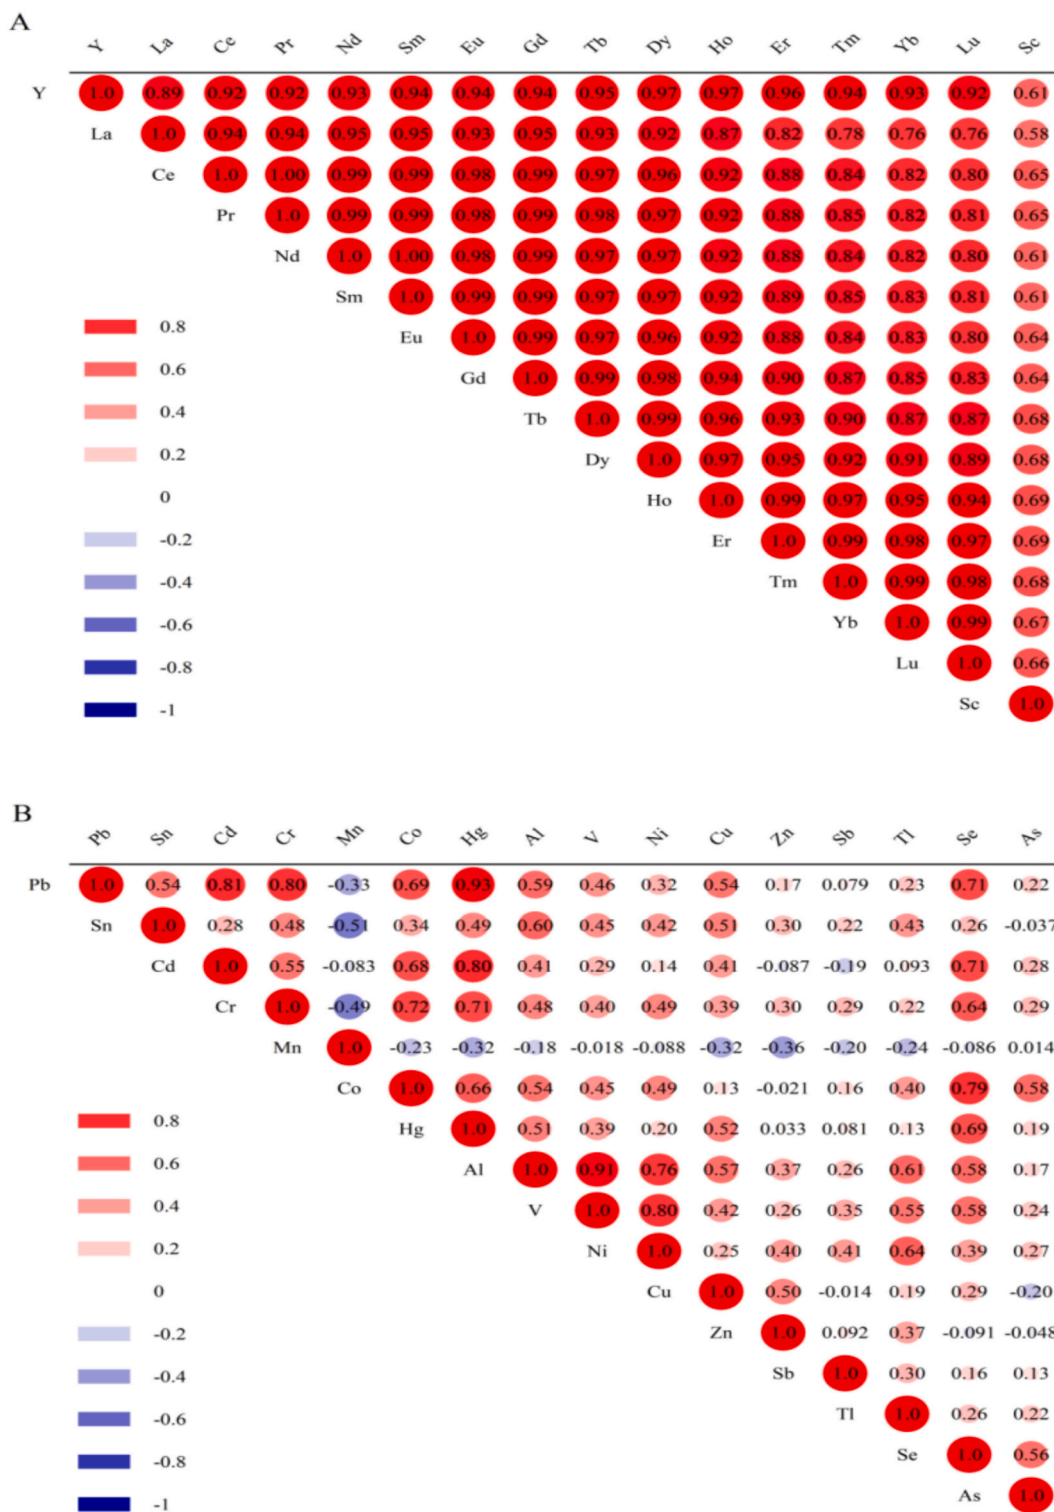 A
Y La Ce Pr Nd Sm Eu Gd Tb Dy Ho Er Tm Yb Lu Sc
Y 1.0 0.89 0.92 0.92 0.93 0.94 0.94 0.94 0.95 0.97 0.97 0.96 0.94 0.93 0.92 0.61
La 1.0 0.94 0.94 0.95 0.95 0.93 0.95 0.93 0.92 0.87 0.82 0.78 0.76 0.76 0.58
Ce 1.0 1.00 0.99 0.99 0.98 0.99 0.97 0.96 0.92 0.88 0.84 0.82 0.80 0.65
Pr 1.0 0.99 0.99 0.98 0.99 0.98 0.97 0.92 0.88 0.85 0.82 0.81 0.65
Nd 1.0 1.00 0.98 0.99 0.97 0.97 0.92 0.88 0.84 0.82 0.80 0.61
Sm 1.0 0.99 0.99 0.97 0.97 0.92 0.89 0.85 0.83 0.81 0.61
0.8 Eu 1.0 0.99 0.97 0.96 0.92 0.88 0.84 0.83 0.80 0.64
0.6 Gd 1.0 0.99 0.98 0.94 0.90 0.87 0.85 0.83 0.64
0.4 Tb 1.0 0.99 0.96 0.93 0.90 0.87 0.87 0.68
0.2 Dy 1.0 0.97 0.95 0.92 0.91 0.89 0.68
0 Ho 1.0 0.99 0.97 0.95 0.94 0.69
-0.2 Er 1.0 0.99 0.98 0.97 0.69
-0.4 Tm 1.0 0.99 0.98 0.68
-0.6 Yb 1.0 0.99 0.67
-0.8 Lu 1.0 0.66
-1 Sc 1.0
B
Pb Sn Cd Cr Mn Co Hg Al V Ni Cu Zn Sb Tl Se As
Pb 1.0 0.54 0.81 0.80 -0.33 0.69 0.93 0.59 0.46 0.32 0.54 0.17 0.079 0.23 0.71 0.22
Sn 1.0 0.28 0.48 -0.51 0.34 0.49 0.60 0.45 0.42 0.51 0.30 0.22 0.43 0.26 -0.037
Cd 1.0 0.55 -0.083 0.68 0.80 0.41 0.29 0.14 0.41 -0.087 -0.19 0.093 0.71 0.28
Cr 1.0 -0.49 0.72 0.71 0.48 0.40 0.49 0.39 0.30 0.29 0.22 0.64 0.29
Mn 1.0 -0.23 -0.32 -0.18 -0.018 -0.088 -0.32 -0.36 -0.20 -0.24 -0.086 0.014
Co 1.0 0.66 0.54 0.45 0.49 0.13 -0.021 0.16 0.40 0.79 0.58
0.8 Hg 1.0 0.51 0.39 0.20 0.52 0.033 0.081 0.13 0.69 0.19
0.6 Al 1.0 0.91 0.76 0.57 0.37 0.26 0.61 0.58 0.17
0.4 V 1.0 0.80 0.42 0.26 0.35 0.55 0.58 0.24
0.2 Ni 1.0 0.25 0.40 0.41 0.64 0.39 0.27
0 Cu 1.0 0.50 -0.014 0.19 0.29 -0.20
-0.2 Zn 1.0 0.092 0.37 -0.091 -0.048
-0.4 Sb 1.0 0.30 0.16 0.13
-0.6 Tl 1.0 0.26 0.22
-0.8 Se 1.0 0.56
-1 As 1.0